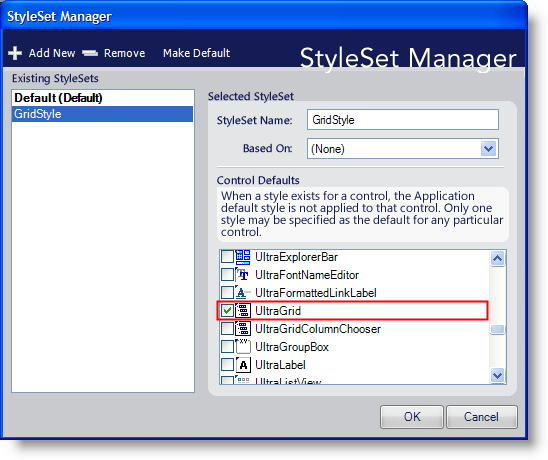 StyleSet Manager
Add New Remove Make Default
StyleSet Manager
Existing StyleSets
Default (Default)
GridStyle
Selected StyleSet
StyleSet Name: GridStyle
Based On: (None)
Control Defaults
When a style exists for a control, the Application
default style is not applied to that control. Only one
style may be specified as the default for any particular
control.
UltraExplorerBar
UltraFontNameEditor
UltraFormattedLinkLabel
UltraGrid
UltraGridColumnChooser
UltraGroupBox
UltraLabel
UltraListView
OK Cancel